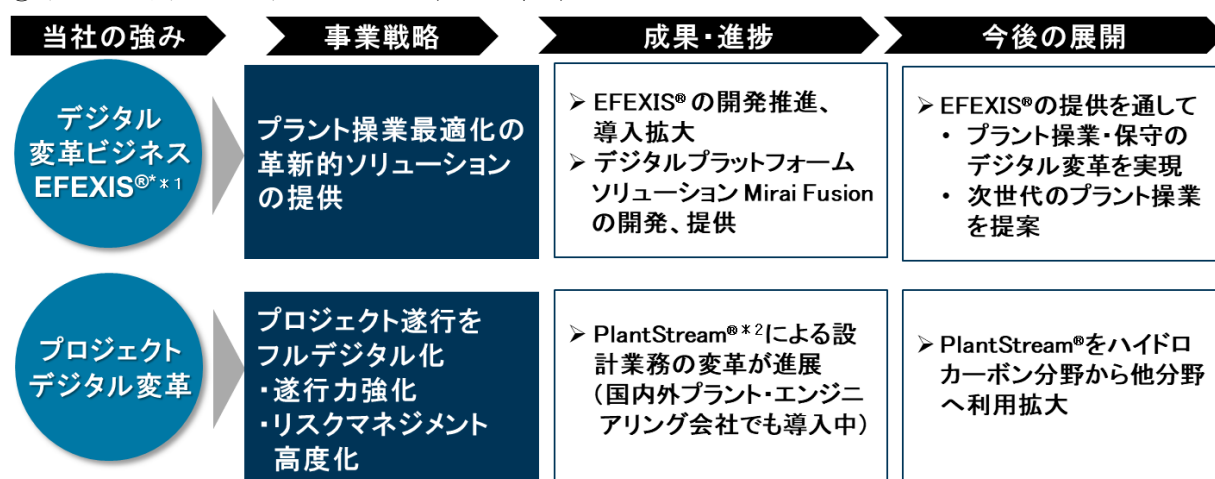 当社の強み
事業戦略
成果・進捗
今後の展開
デジタル
変革ビジネス
EFEXIS®* *1
プラント操業最適化の
革新的ソリューション
の提供
➢ EFEXIS® の開発推進、
導入拡大
➢ デジタルプラットフォーム
ソリューション Mirai Fusion
の開発、提供
➢ EFEXIS®の提供を通して
• プラント操業・保守の
デジタル変革を実現
• 次世代のプラント操業
を提案
プロジェクト
デジタル変革
プロジェクト遂行を
フルデジタル化
・遂行力強化
・リスクマネジメント
高度化
➢ PlantStream®*2による設
計業務の変革が進展
（国内外プラント・エンジニ
アリング会社でも導入中）
➢ PlantStream®をハイドロ
カーボン分野から他分野
へ利用拡大